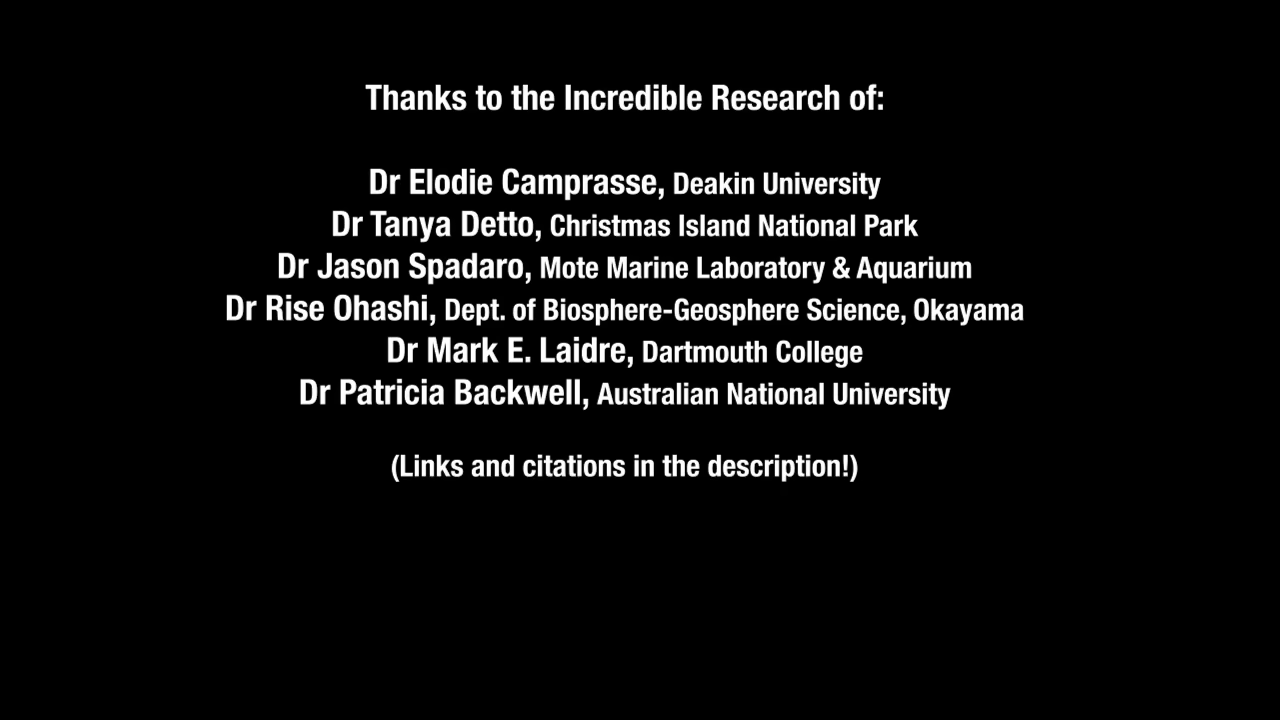 Thanks to the Incredible Research of:
Dr Elodie Camprasse, Deakin University
Dr Tanya Detto, Christmas Island National Park
Dr Jason Spadaro, Mote Marine Laboratory & Aquarium
Dr Rise Ohashi, Dept. of Biosphere-Geosphere Science, Okayama
Dr Mark E. Laidre, Dartmouth College
Dr Patricia Backwell, Australian National University
(Links and citations in the description!)